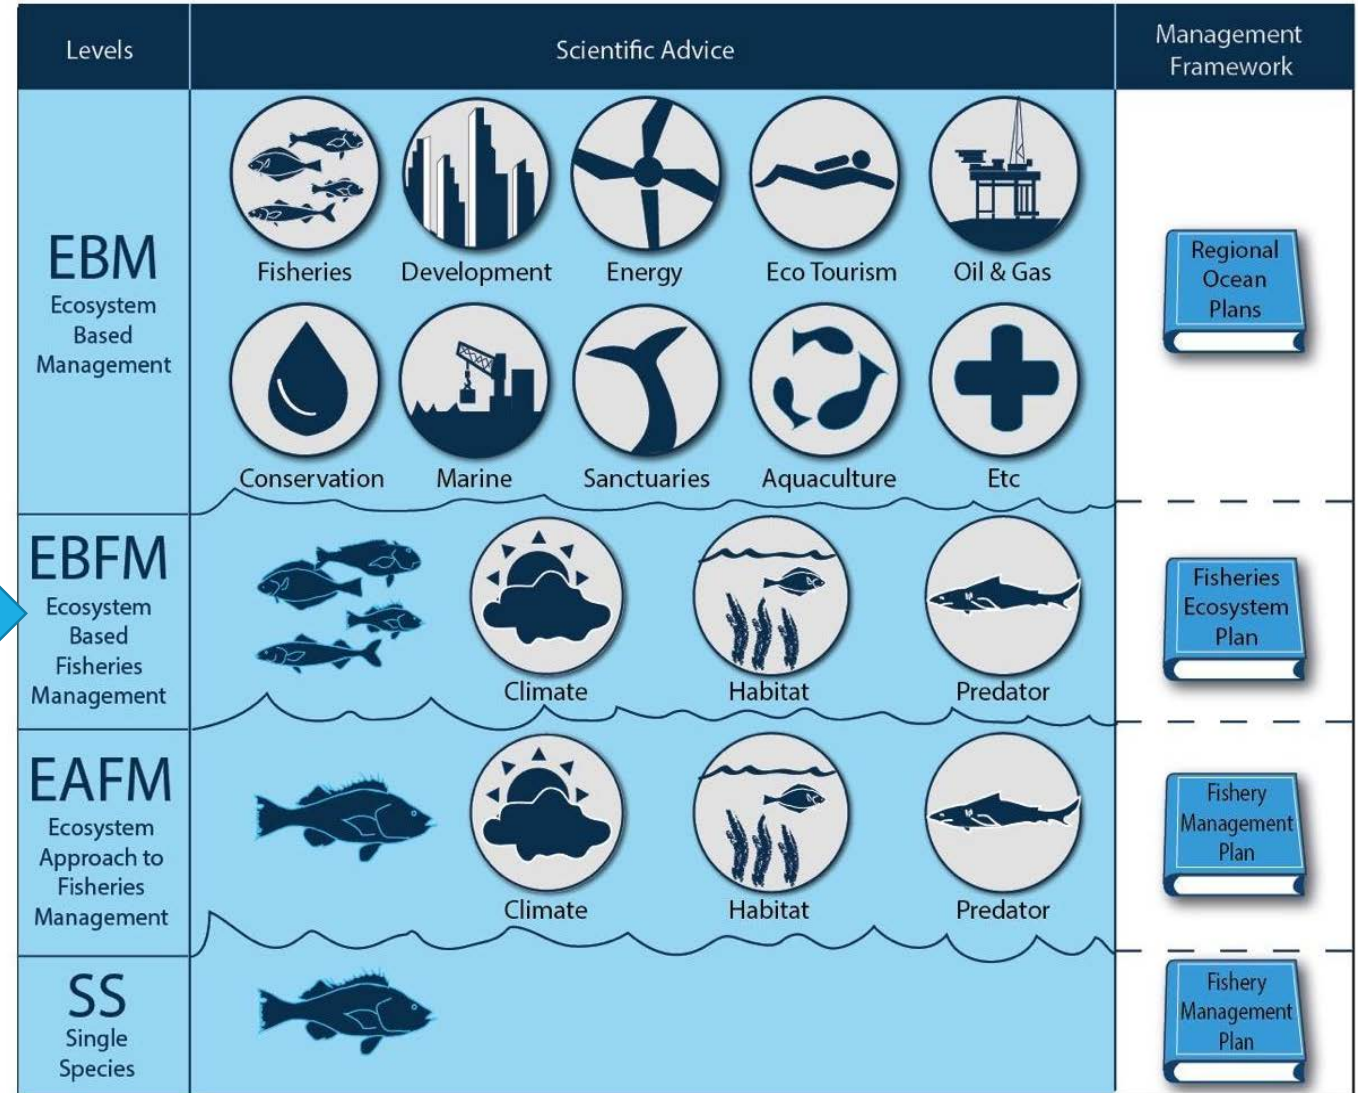 Levels
Scientific Advice
Management
Framework
EBM
Ecosystem
Based
Management
Fisheries
Development
Energy
Eco Tourism
Oil & Gas
Conservation
Marine
Sanctuaries
Aquaculture
Etc
Regional
Ocean
Plans
EBFM
Ecosystem
Based
Fisheries
Management
Climate
Habitat
Predator
Fisheries
Ecosystem
Plan
EAFM
Ecosystem
Approach to
Fisheries
Management
Climate
Habitat
Predator
Fishery
Management
Plan
SS
Single
Species
Fishery
Management
Plan